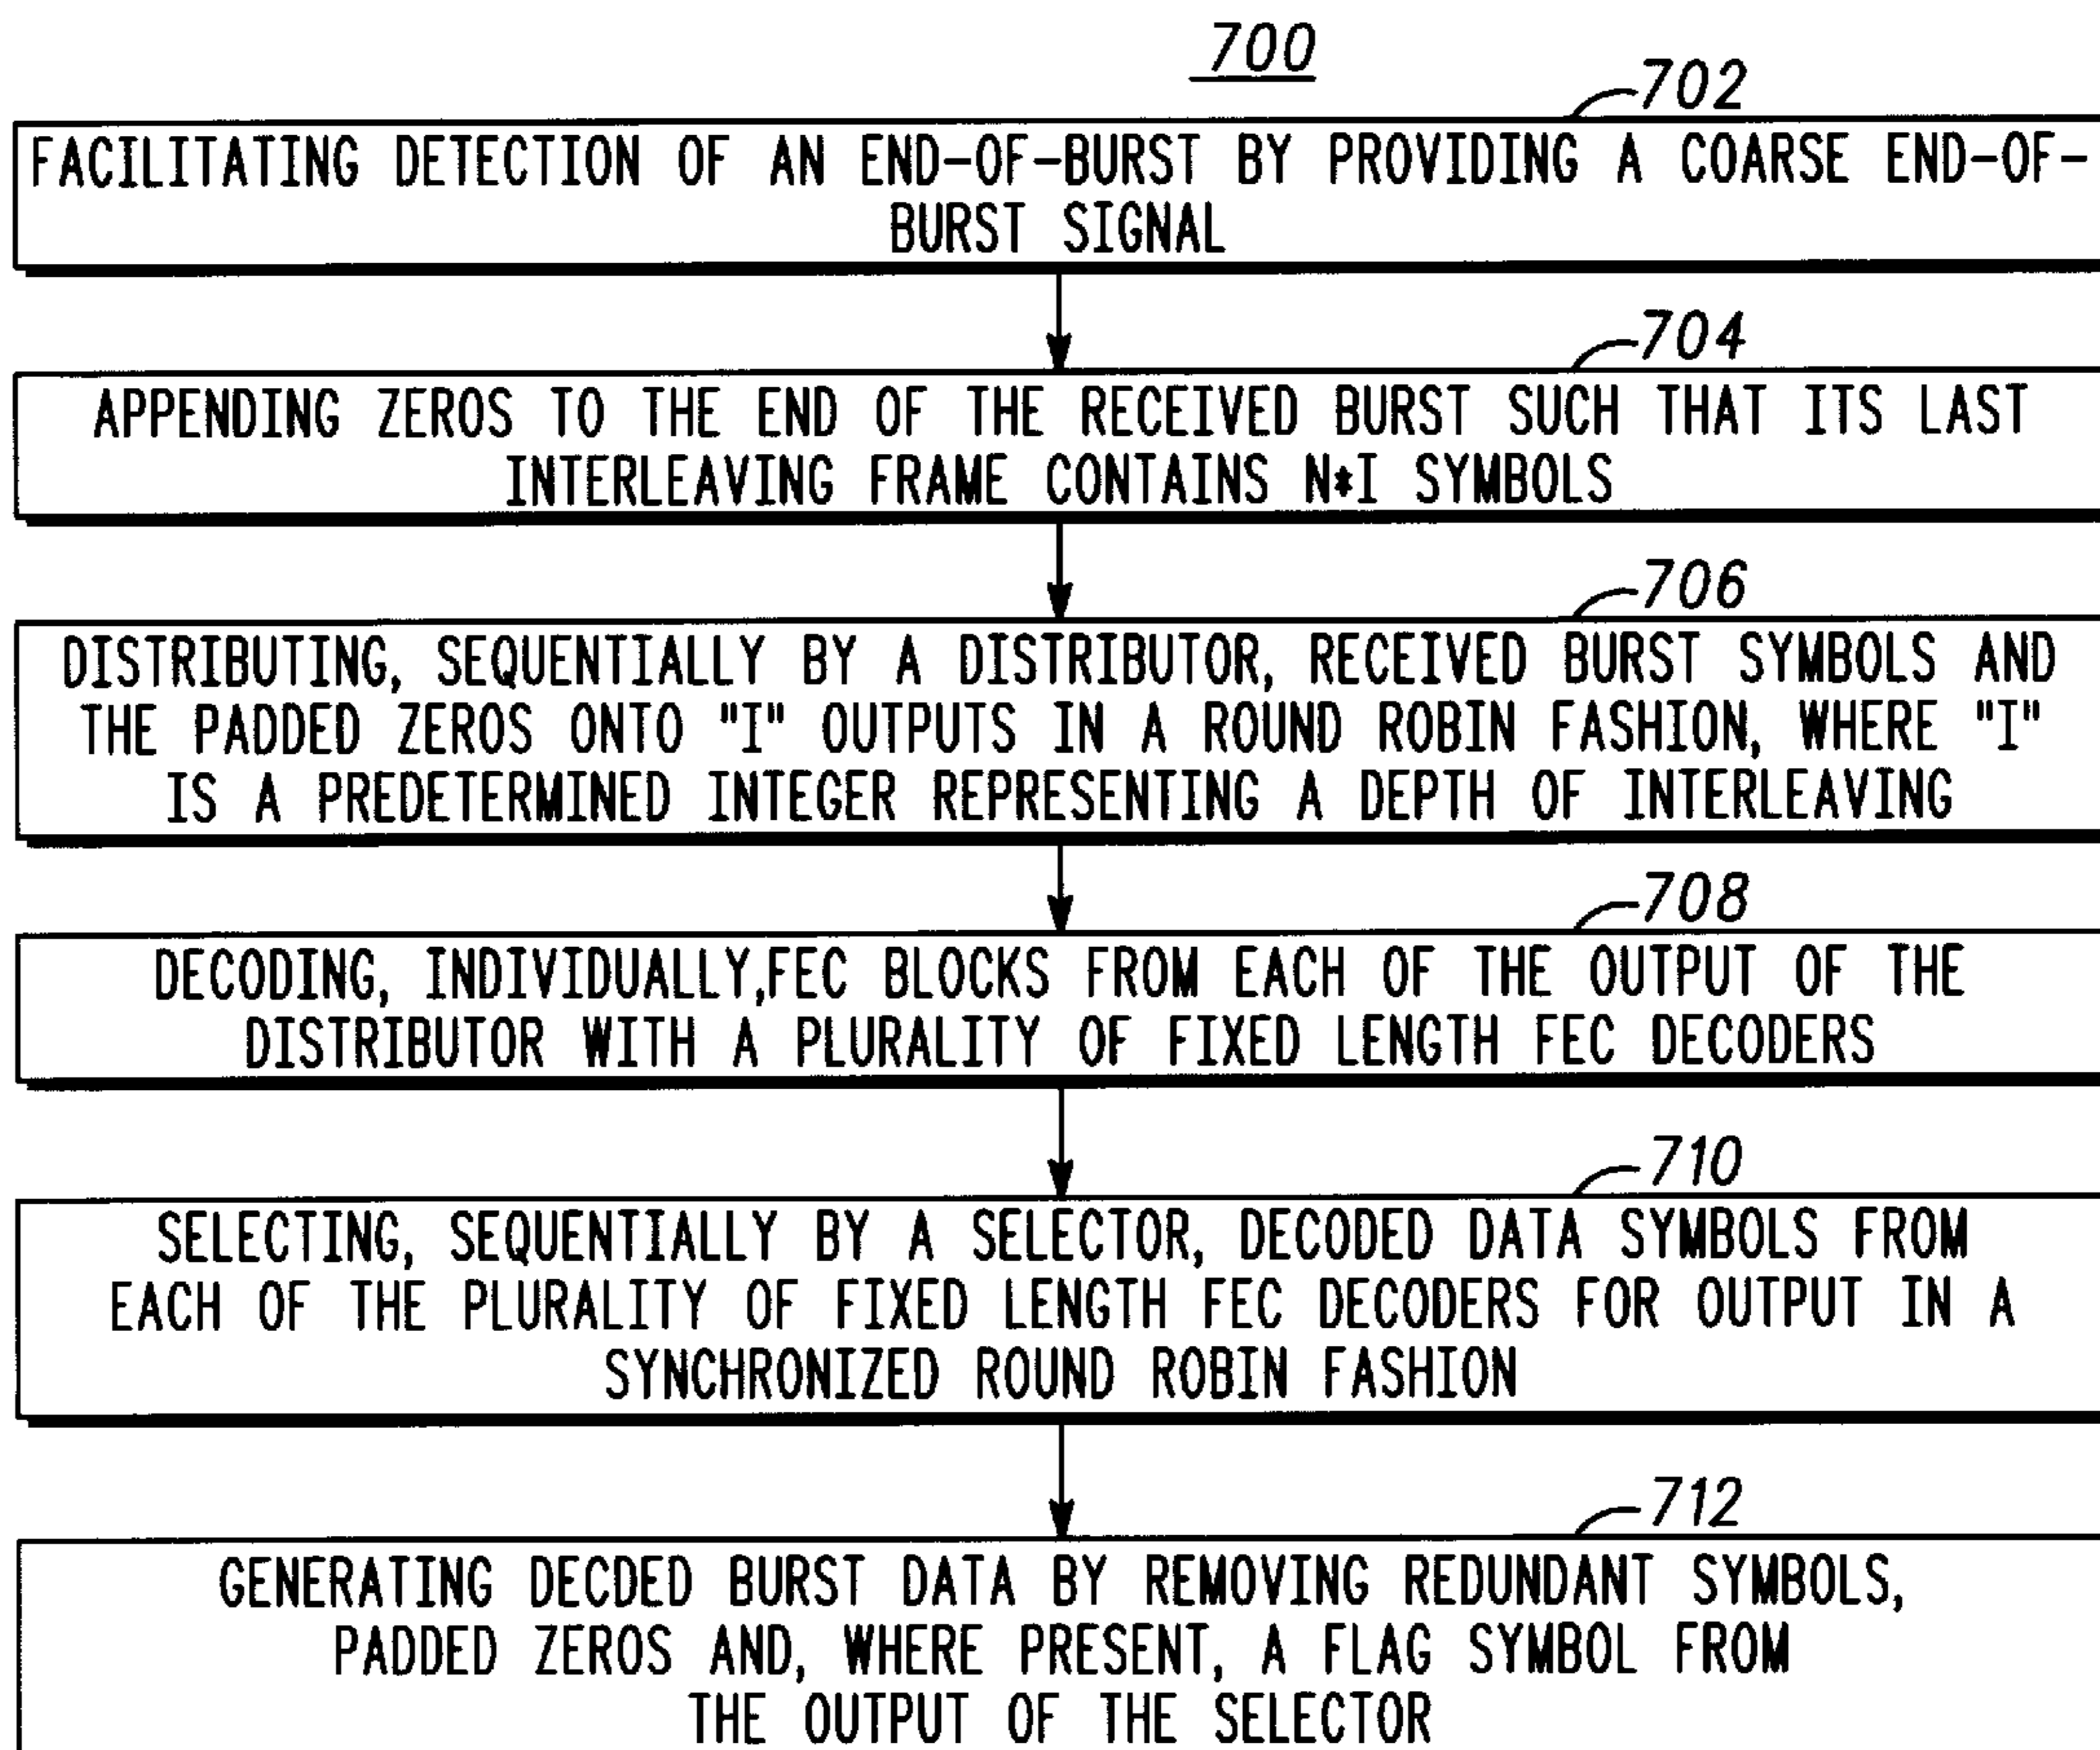 700
702
FACILITATING DETECTION OF AN END-OF-BURST BY PROVIDING A COARSE END-OF-
BURST SIGNAL
704
APPENDING ZEROS TO THE END OF THE RECEIVED BURST SUCH THAT ITS LAST
INTERLEAVING FRAME CONTAINS N*I SYMBOLS
706
DISTRIBUTING, SEQUENTIALLY BY A DISTRIBUTOR, RECEIVED BURST SYMBOLS AND
THE PADDED ZEROS ONTO "I" OUTPUTS IN A ROUND ROBIN FASHION, WHERE "I"
IS A PREDETERMINED INTEGER REPRESENTING A DEPTH OF INTERLEAVING
708
DECODING, INDIVIDUALLY,FEC BLOCKS FROM EACH OF THE OUTPUT OF THE
DISTRIBUTOR WITH A PLURALITY OF FIXED LENGTH FEC DECODERS
710
SELECTING, SEQUENTIALLY BY A SELECTOR, DECODED DATA SYMBOLS FROM
EACH OF THE PLURALITY OF FIXED LENGTH FEC DECODERS FOR OUTPUT IN A
SYNCHRONIZED ROUND ROBIN FASHION
712
GENERATING DECDED BURST DATA BY REMOVING REDUNDANT SYMBOLS,
PADDED ZEROS AND, WHERE PRESENT, A FLAG SYMBOL FROM
THE OUTPUT OF THE SELECTOR